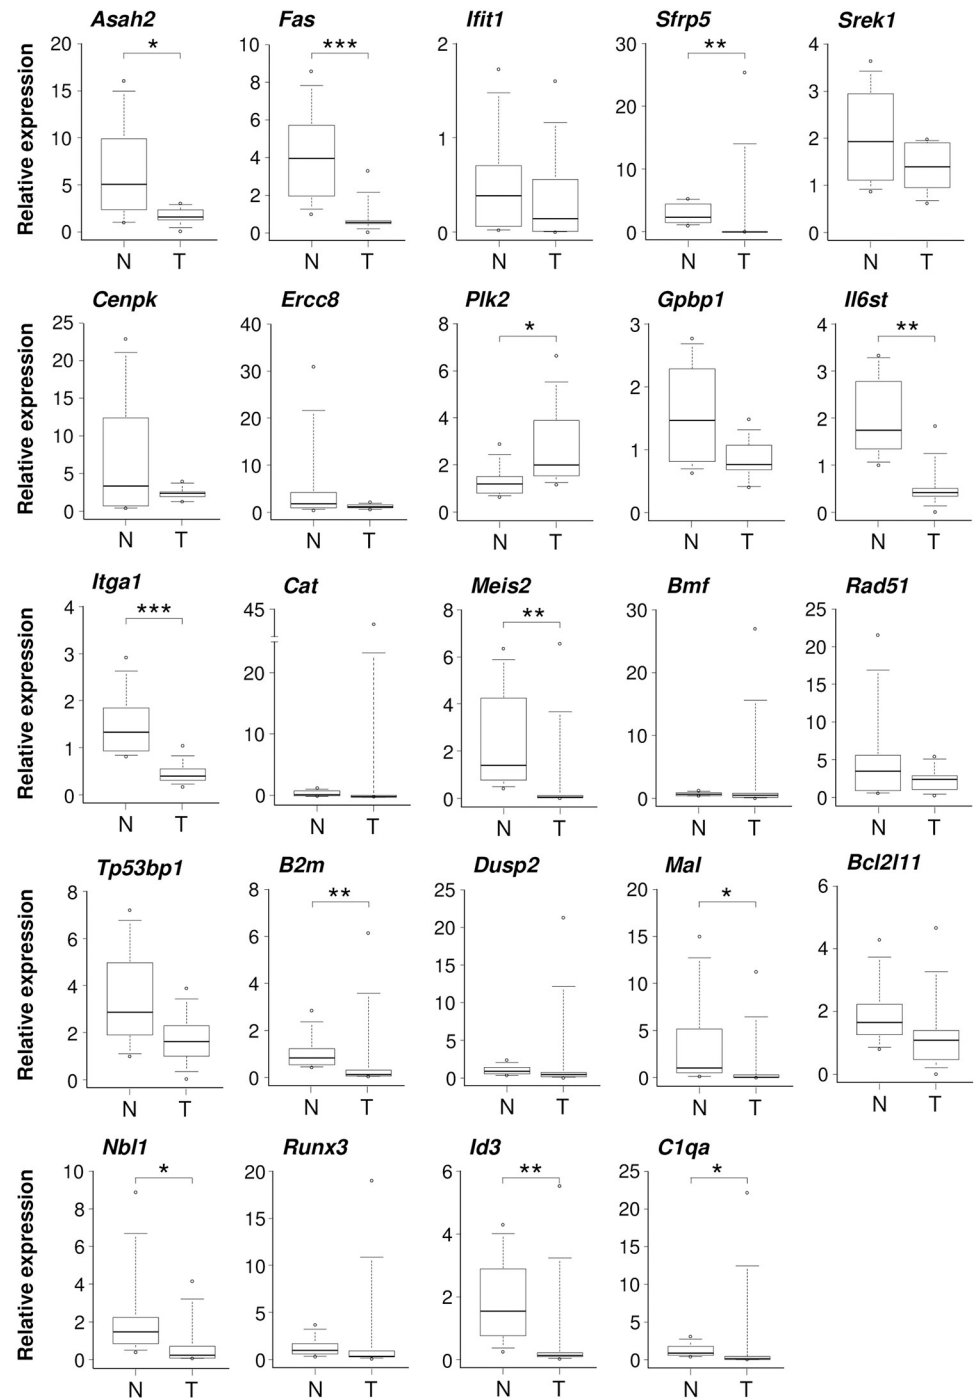 Asah2 Fas Ifit1 Sfrp5 Srek1
* *** **
Relative expression
20 15 10 5 0
10 8 6 4 2 0
2 1 0
30 20 10 0
4 3 2 1 0
N T N T N T N T N T
Cenpk Ercc8 Plk2 Gpbp1 Il6st
* **
Relative expression
25 20 15 10 5 0
40 30 20 10 0
8 6 4 2 0
3 2 1 0
4 3 2 1 0
N T N T N T N T N T
Itga1 Cat Meis2 Bmf Rad51
*** **
Relative expression
4 3 2 1 0
45 20 10 0
8 6 4 2 0
30 20 10 0
25 20 15 10 5 0
N T N T N T N T N T
Tp53bp1 B2m Dusp2 Mal Bcl2l11
** *
Relative expression
8 6 4 2 0
8 6 4 2 0
25 20 15 10 5 0
20 15 10 5 0
6 4 2 0
N T N T N T N T N T
Nbl1 Runx3 Id3 C1qa
* ** *
Relative expression
10 8 6 4 2 0
20 15 10 5 0
6 4 2 0
25 20 15 10 5 0
N T N T N T N T